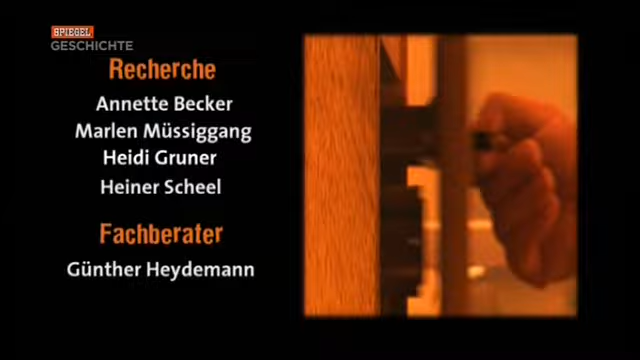 SPIEGEL
GESCHICHTE
Recherche
Annette Becker
Marlen Müssiggang
Heidi Gruner
Heiner Scheel
Fachberater
Günther Heydemann